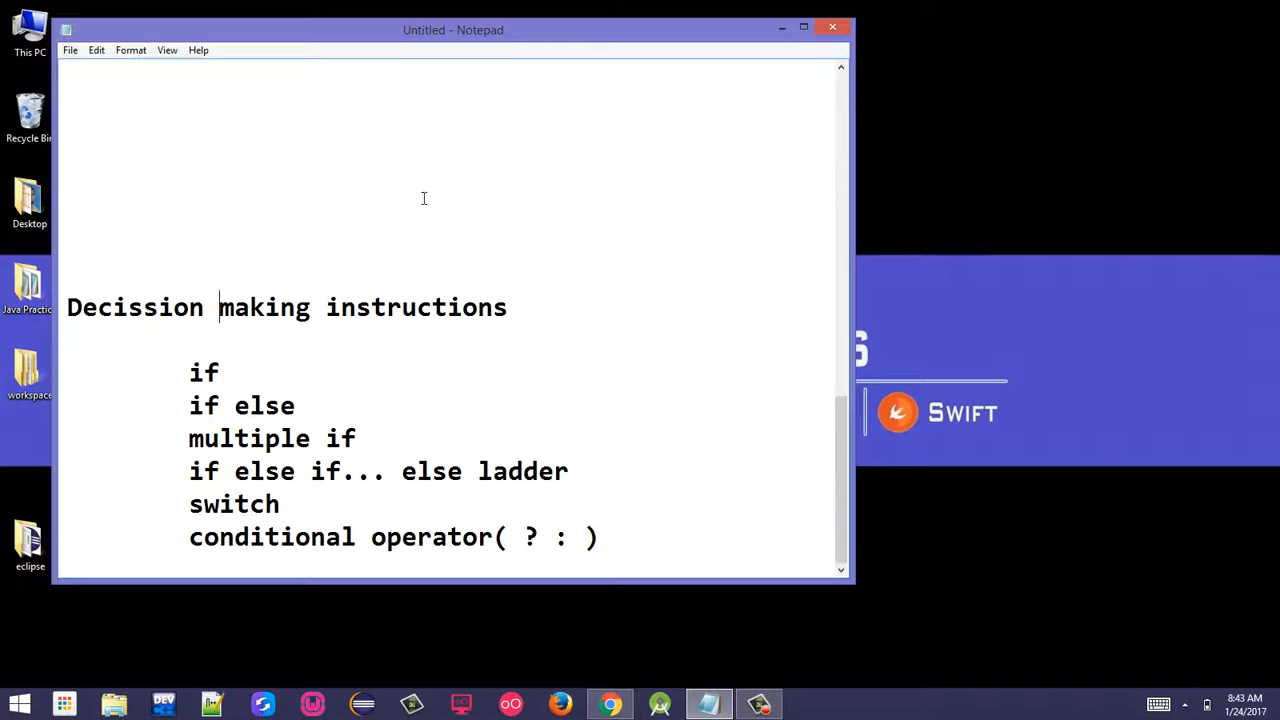 This PC
Recycle Bin
Desktop
Java Practic
workspace
eclipse
Untitled - Notepad
File Edit Format View Help
Decission making instructions
if
if else
multiple if
if else if... else ladder
switch
conditional operator( ? : )
S
Swift
DEV
8:43 AM
1/24/2017